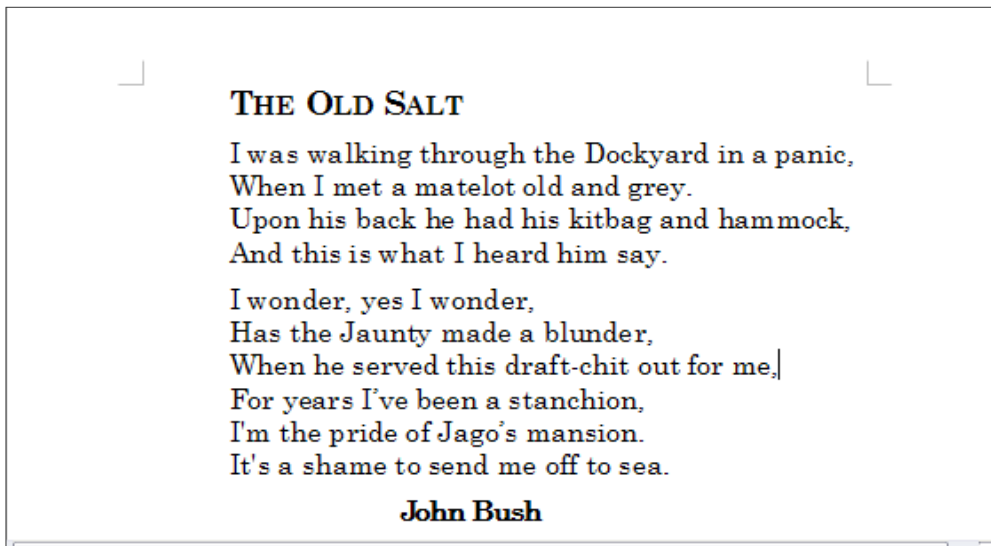 THE OLD SALT
I was walking through the Dockyard in a panic,
When I met a matelot old and grey.
Upon his back he had his kitbag and hammock,
And this is what I heard him say.
I wonder, yes I wonder,
Has the Jaunty made a blunder,
When he served this draft-chit out for me,
For years I’ve been a stanchion,
I'm the pride of Jago’s mansion.
It's a shame to send me off to sea.
John Bush